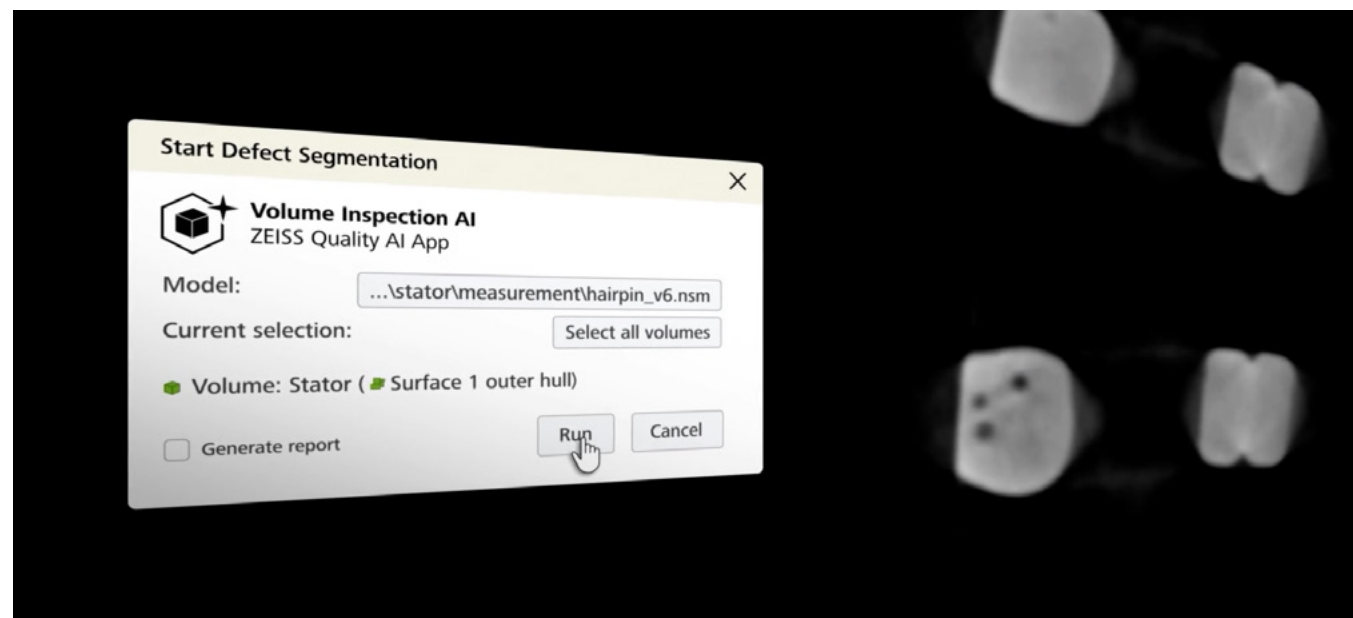 Start Defect Segmentation
Volume Inspection AI
ZEISS Quality AI App
Model:
...\stator\measurement\hairpin_v6.nsm
Current selection:
Select all volumes
Volume: Stator ( Surface 1 outer hull)
Generate report
Run
Cancel